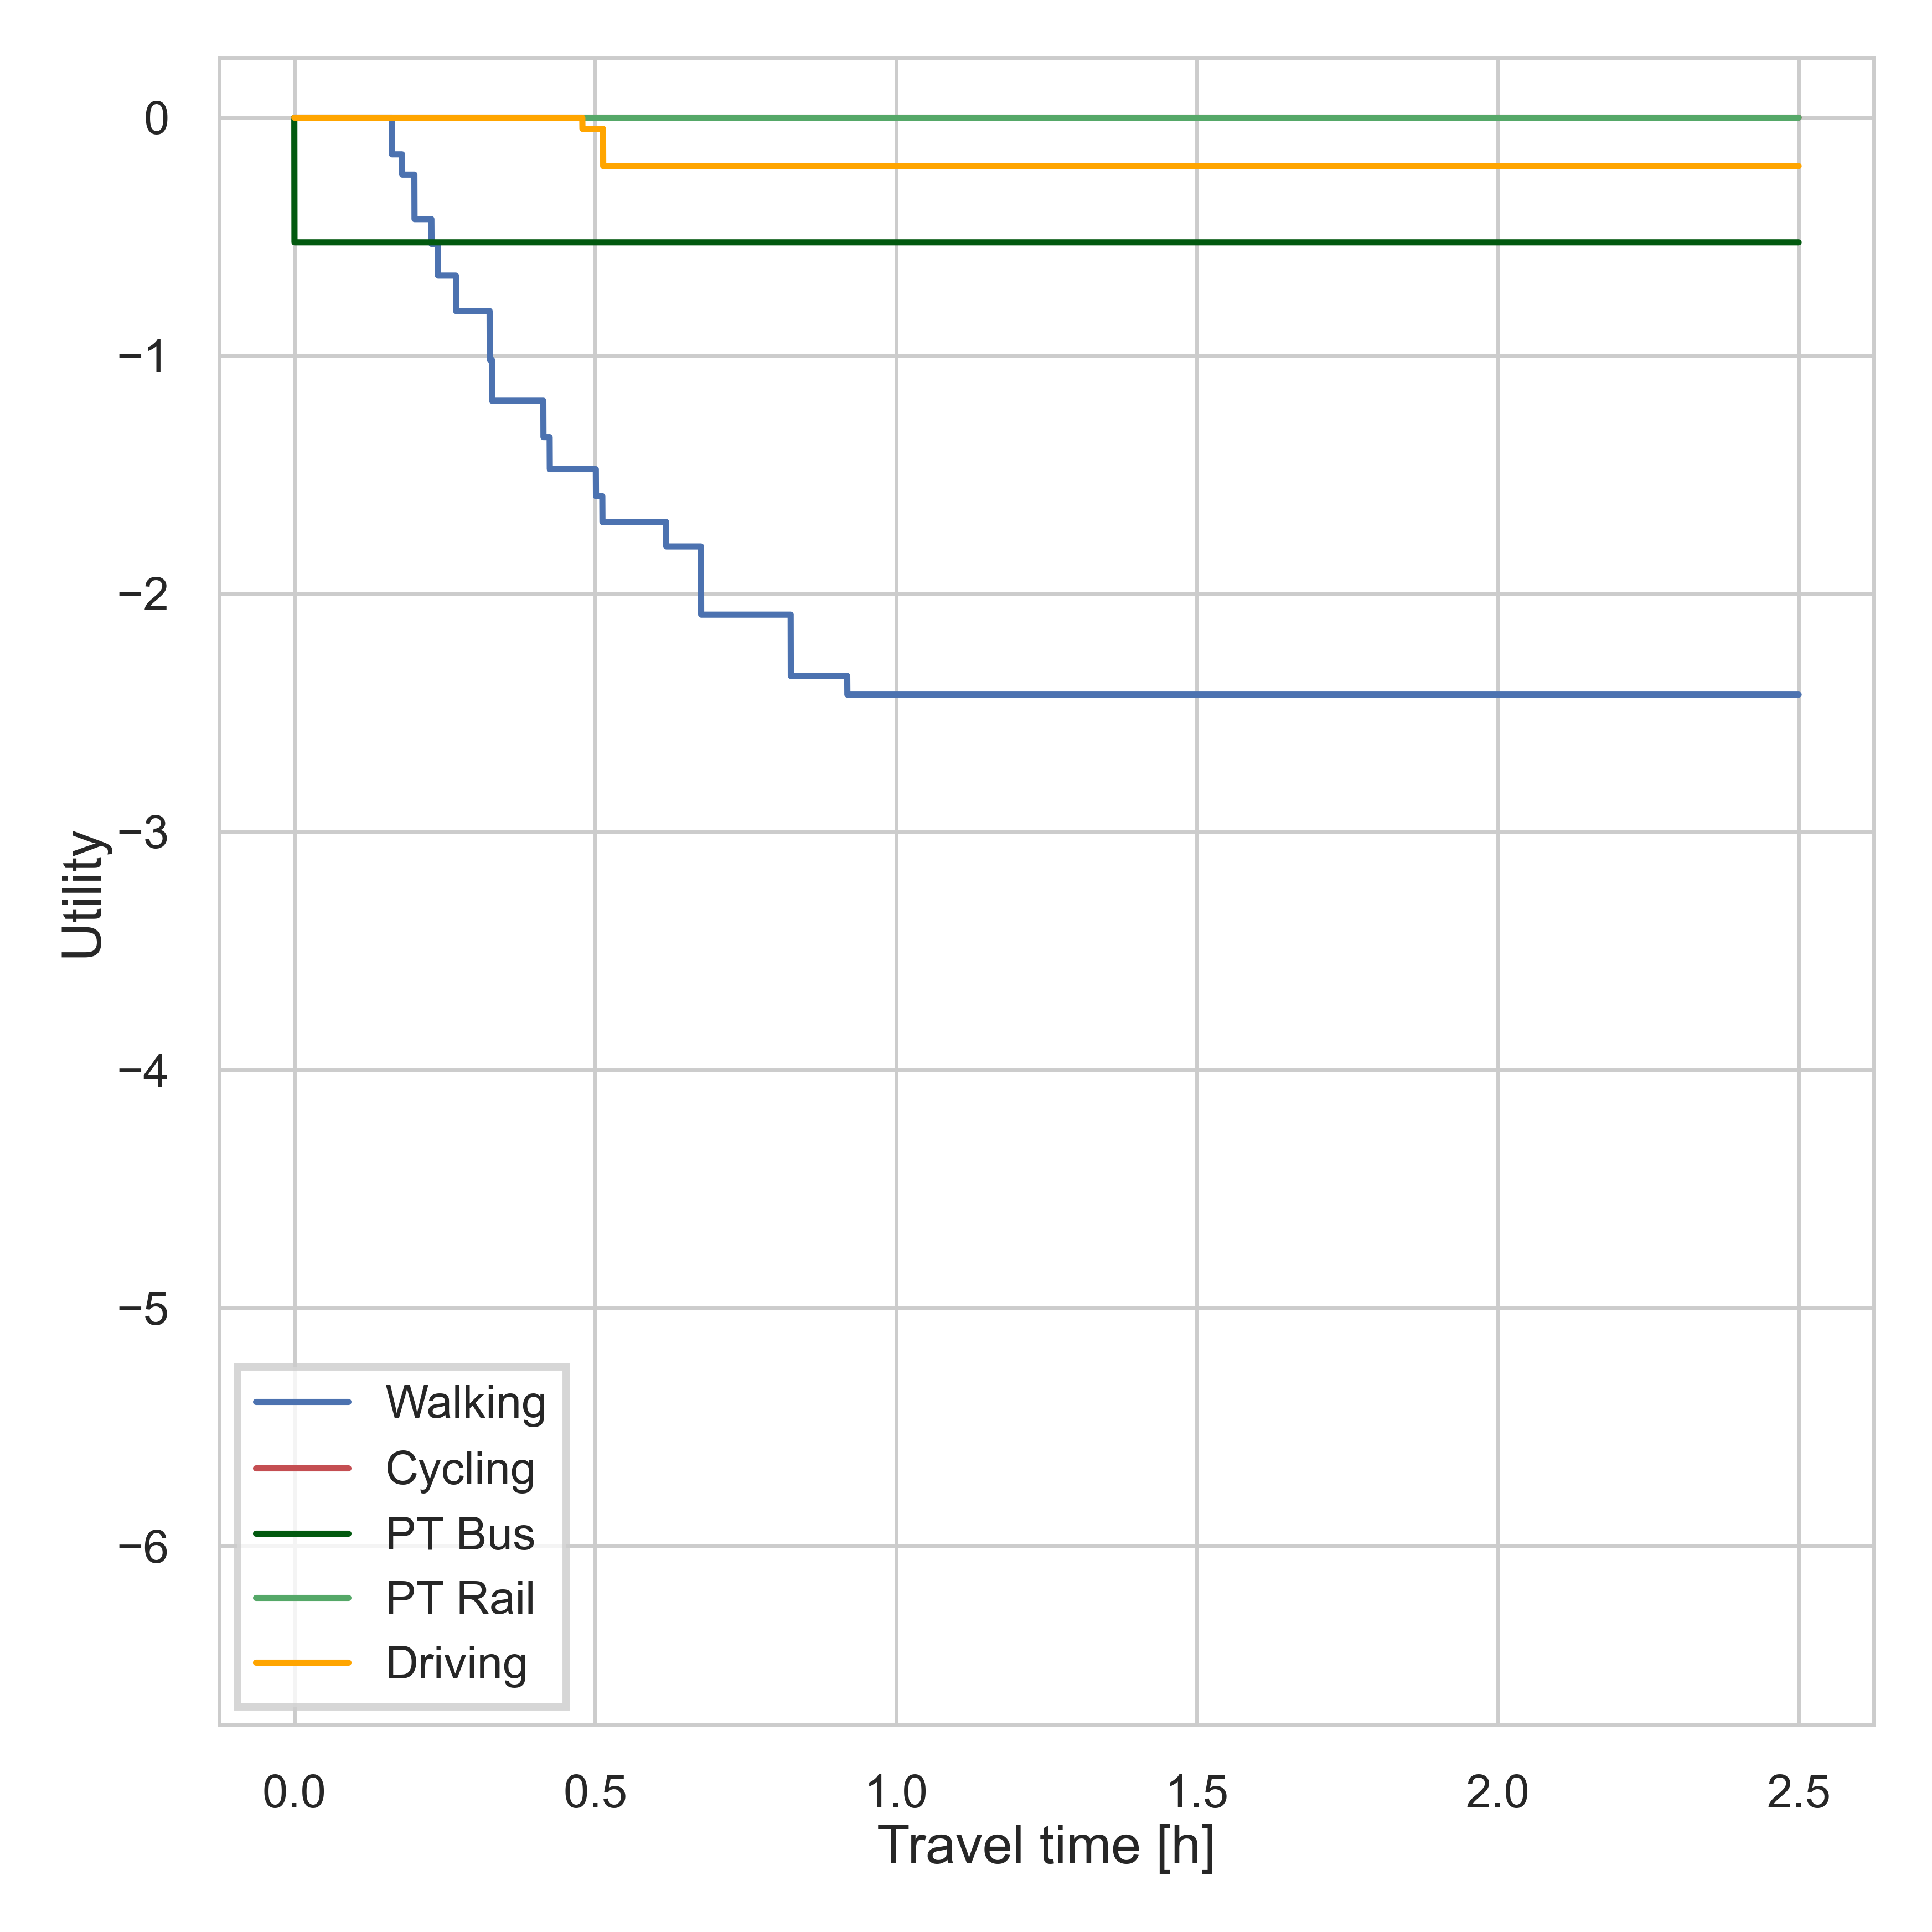 0
−1
−2
−3
−4
−5
−6
Utility
Walking
Cycling
PT Bus
PT Rail
Driving
0.0 0.5 1.0 1.5 2.0 2.5
Travel time [h]